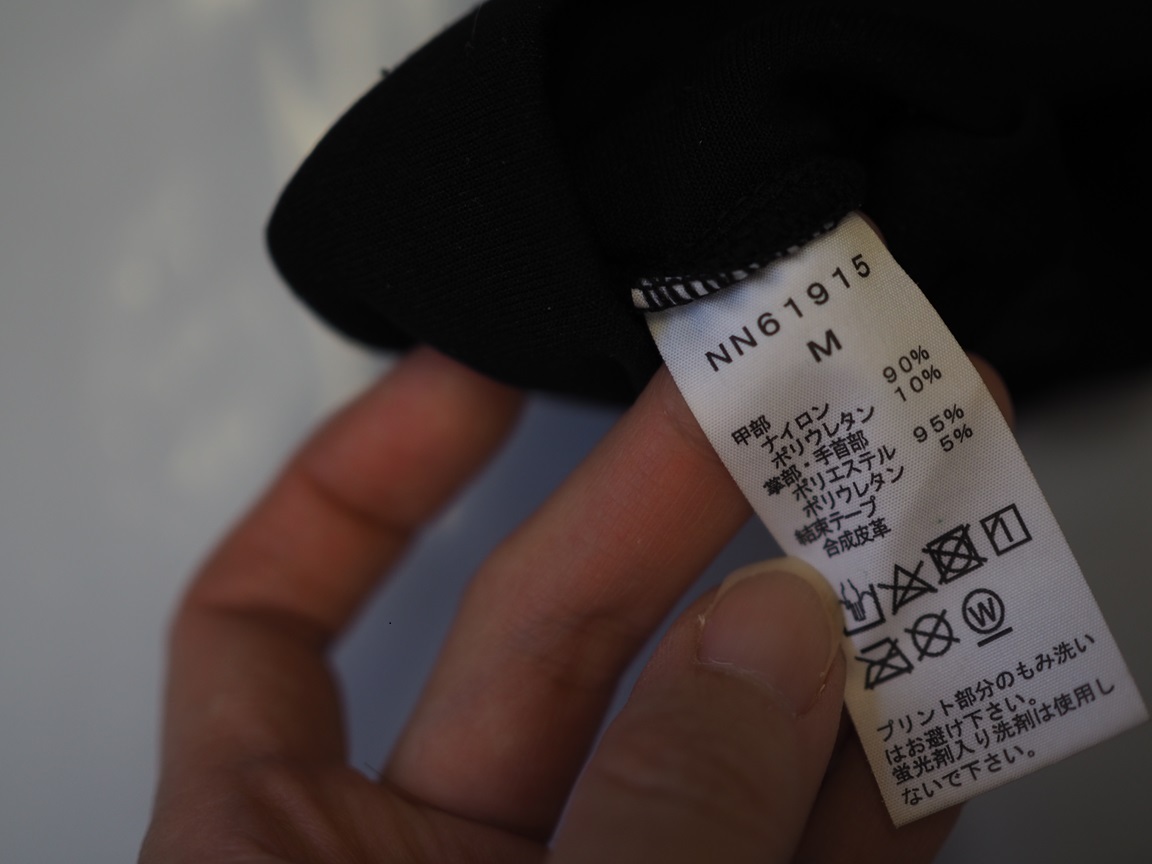 NN61915
M
甲部
ナイロン 90%
ポリウレタン 10%
掌部・手首部
ポリエステル 95%
ポリウレタン 5%
結束テープ
合成皮革
W
プリント部分のもみ洗い
はお避け下さい。
蛍光剤入り洗剤は使用し
ないで下さい。